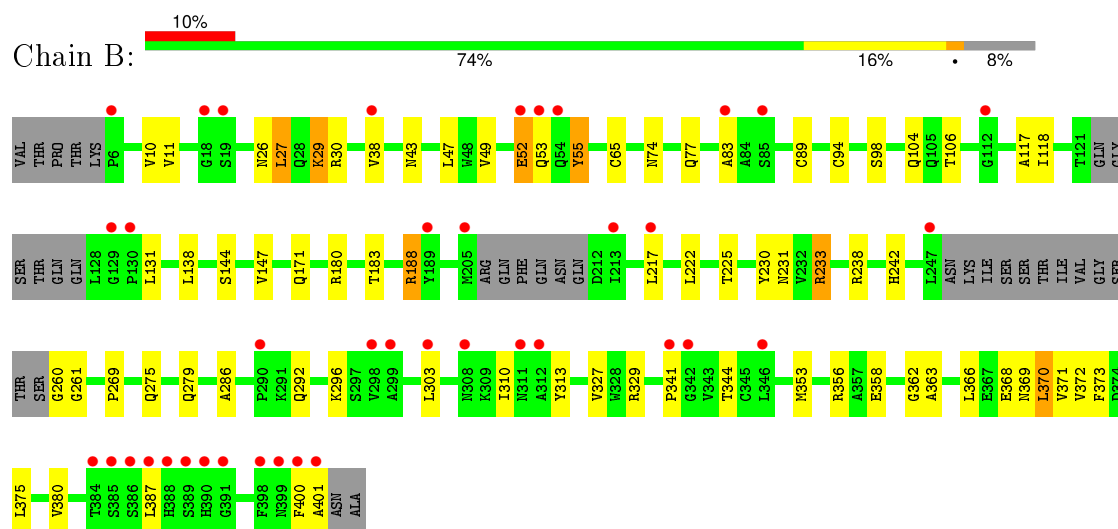 10%
Chain B:
74% 16% • 8%
VAL THR PRO THR LYS P6 V10 V11 G18 S19 N26 L27 Q28 K29 R30 V38 N43 L47 W48 V49 E52 Q53 Q54 Y55 C65 N74 Q77 A83 A84 S85 C89 C94 S98 Q104 Q105 T106 G112 A117 I118 T121 GLN GLY
SER THR GLN GLN L128 G129 P130 L131 L138 S144 V147 Q171 R180 T183 R188 Y189 M205 ARG GLN PHE GLN ASN GLN D212 I213 L217 L222 T225 Y230 N231 V232 R233 R238 H242 L247 ASN LYS ILE SER SER THR ILE VAL GLY SER
THR SER G260 G261 P269 Q275 Q279 A286 P290 K291 Q292 K296 S297 V298 A299 L303 N308 K309 I310 N311 A312 Y313 V327 W328 R329 P341 G342 V343 T344 C345 L346 M353 R356 A357 E358 G362 A363 L366 E367 E368 N369 L370 V371 V372 F373 D374
L375 V380 T384 S385 S386 L387 H388 S389 H390 G391 F398 N399 F400 A401 ASN ALA